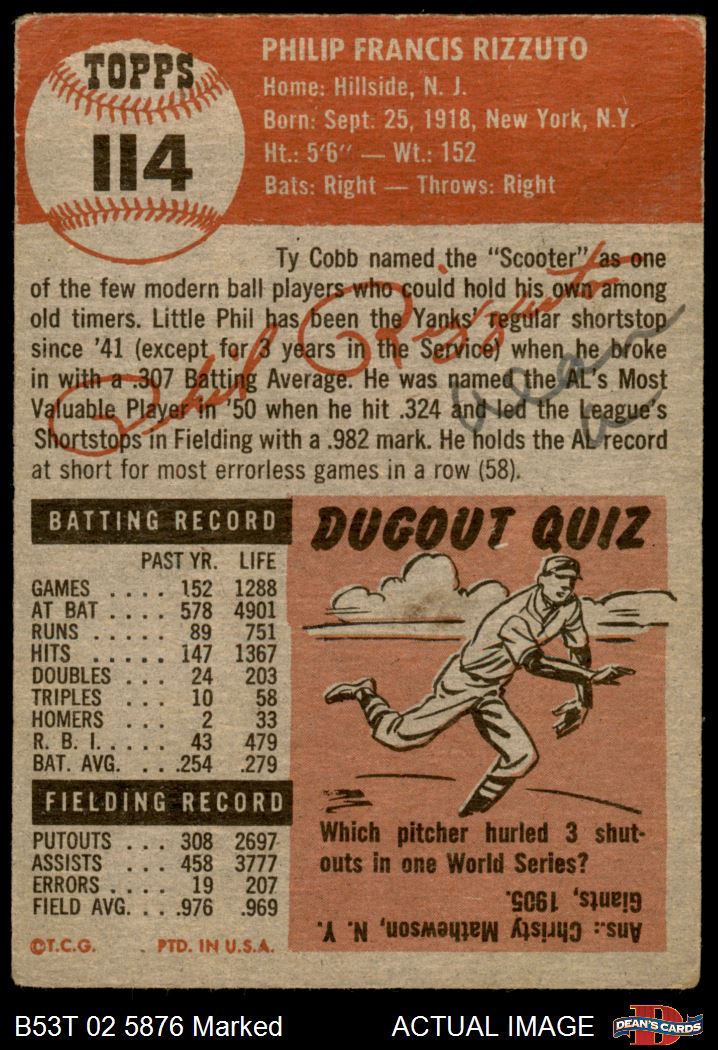 TOPPS
114
PHILIP FRANCIS RIZZUTO
Home: Hillside, N. J.
Born: Sept. 25, 1918, New York, N.Y.
Ht.: 5'6" — Wt.: 152
Bats: Right — Throws: Right
Ty Cobb named the "Scooter" as one
of the few modern ball players who could hold his own among
old timers. Little Phil has been the Yanks' regular shortstop
since '41 (except for 3 years in the Service) when he broke
in with a .307 Batting Average. He was named the AL's Most
Valuable Player in '50 when he hit .324 and led the League's
Shortstops in Fielding with a .982 mark. He holds the AL record
at short for most errorless games in a row (58).
Phil Rizzuto
BATTING RECORD
PAST YR. LIFE
GAMES .... 152 1288
AT BAT .... 578 4901
RUNS ..... 89 751
HITS ..... 147 1367
DOUBLES ... 24 203
TRIPLES ... 10 58
HOMERS ... 2 33
R. B. I. .... 43 479
BAT. AVG. ... .254 .279
FIELDING RECORD
PUTOUTS ... 308 2697
ASSISTS ... 458 3777
ERRORS .... 19 207
FIELD AVG. ... .976 .969
©T.C.G. PTD. IN U.S.A.
DUGOUT QUIZ
Which pitcher hurled 3 shut-
outs in one World Series?
Ans.: Christy Mathewson, N. Y.
Giants, 1905.
B53T 02 5876 Marked ACTUAL IMAGE
D
DEAN'S CARDS